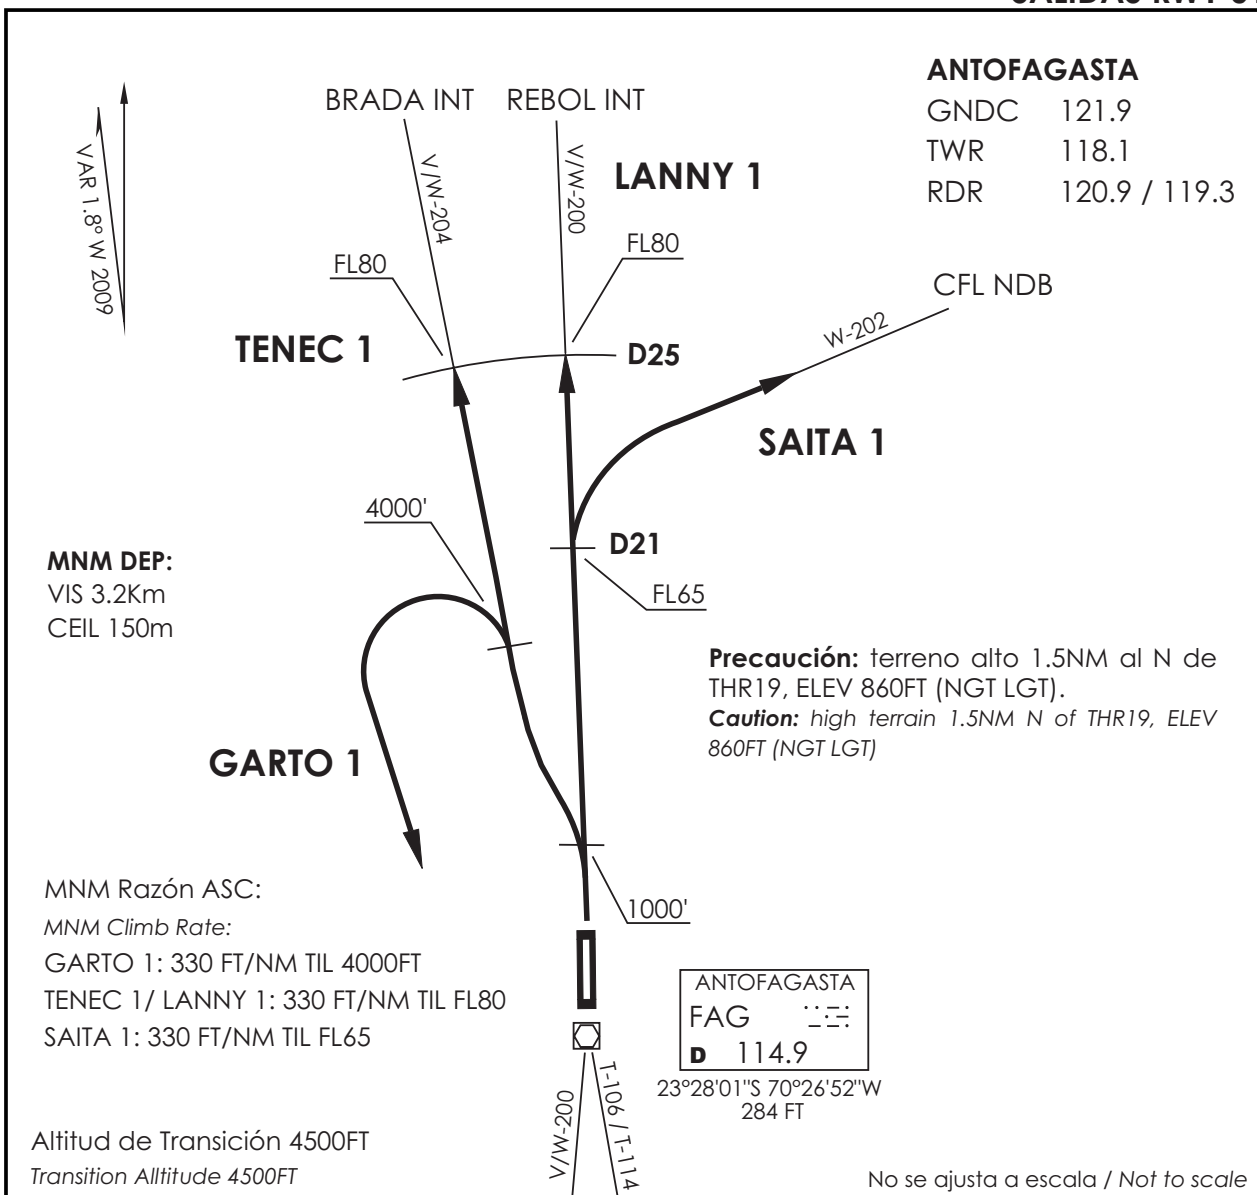 ANTOFAGASTA
GNDC 121.9
TWR 118.1
RDR 120.9 / 119.3
BRADA INT
REBOL INT
VAR 1.8° W 2009
V/W-204
V/W-200
LANNY 1
FL80
FL80
CFL NDB
W-202
TENEC 1
D25
SAITA 1
4000'
D21
MNM DEP:
VIS 3.2Km
CEIL 150m
FL65
Precaución: terreno alto 1.5NM al N de
THR19, ELEV 860FT (NGT LGT).
Caution: high terrain 1.5NM N of THR19, ELEV
860FT (NGT LGT)
GARTO 1
MNM Razón ASC:
MNM Climb Rate:
GARTO 1: 330 FT/NM TIL 4000FT
TENEC 1/ LANNY 1: 330 FT/NM TIL FL80
SAITA 1: 330 FT/NM TIL FL65
1000'
ANTOFAGASTA
FAG
D 114.9
23°28'01"S 70°26'52"W
284 FT
V/W-200
T-106 / T-114
Altitud de Transición 4500FT
Transition Alltitude 4500FT
No se ajusta a escala / Not to scale